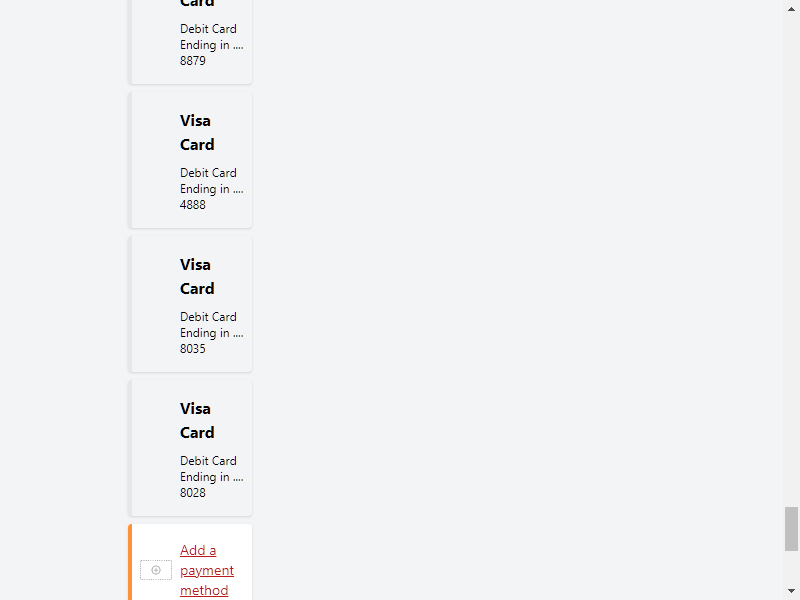 Card
Debit Card
Ending in ....
8879
Visa
Card
Debit Card
Ending in ....
4888
Visa
Card
Debit Card
Ending in ....
8035
Visa
Card
Debit Card
Ending in ....
8028
Add a
payment
method